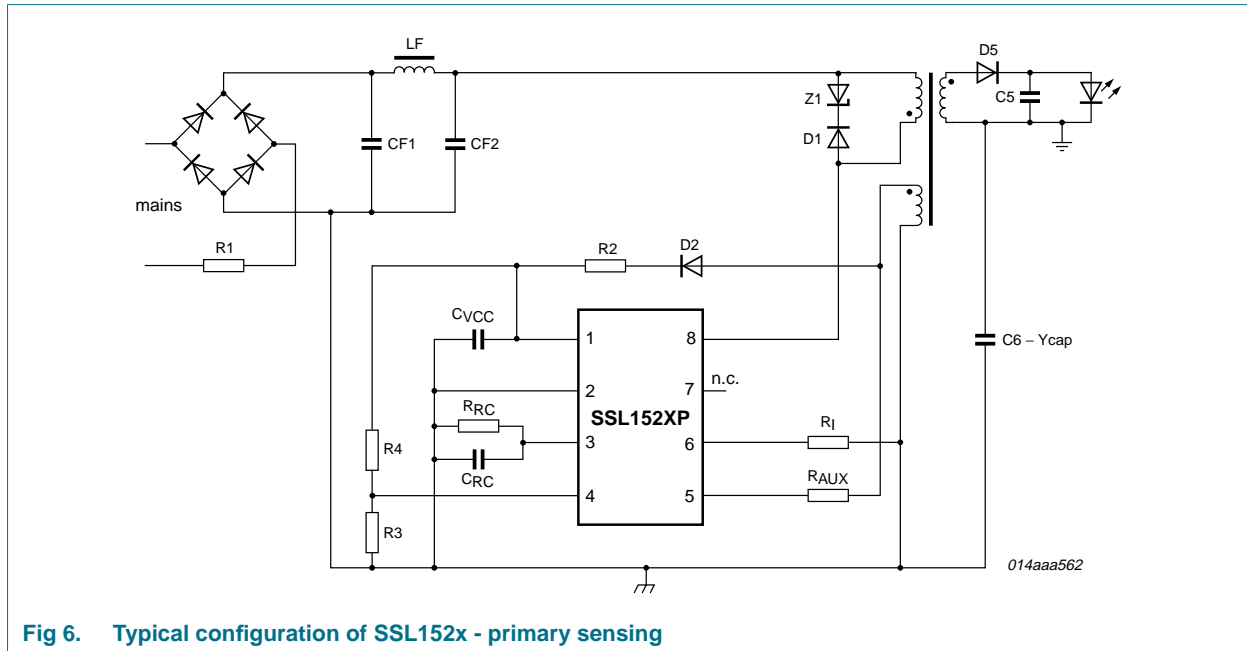 LF
D5
Z1
C5
CF1
CF2
D1
mains
R1
R2
D2
CVCC
1
8
C6 – Ycap
2
7
n.c.
RRC
SSL152XP
3
6
RI
R4
CRC
RAUX
4
5
R3
014aaa562
Fig 6. Typical configuration of SSL152x - primary sensing